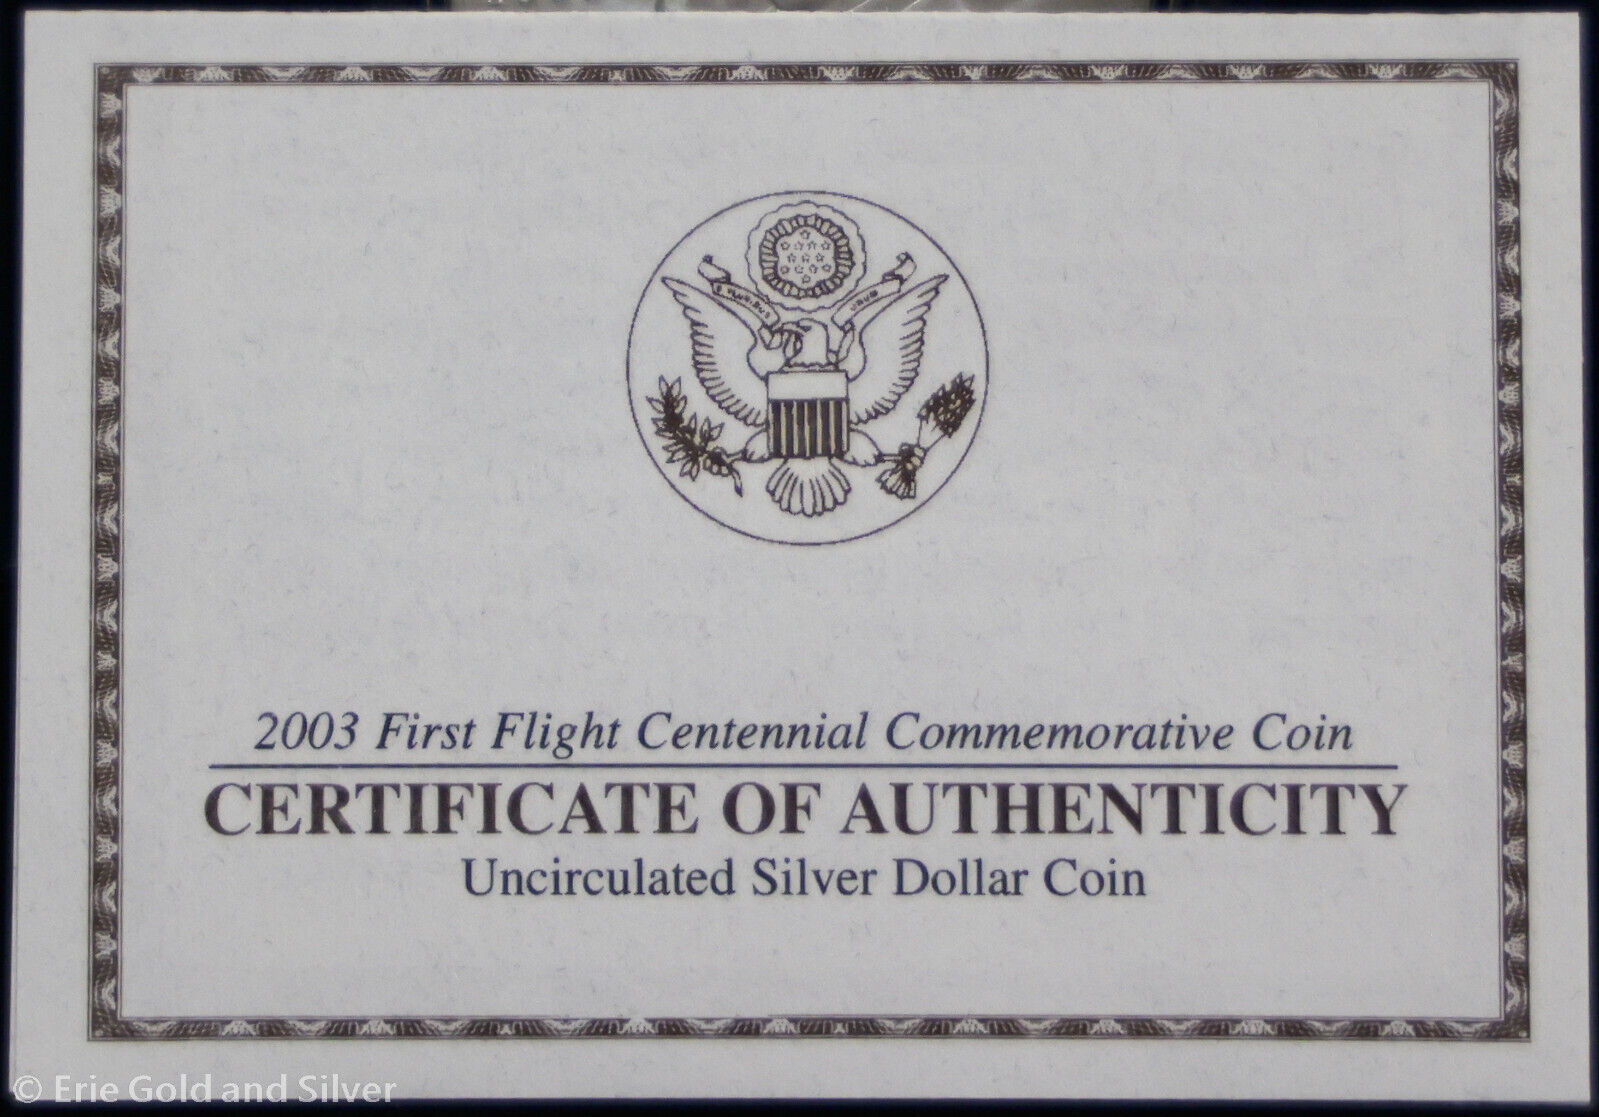 2003 First Flight Centennial Commemorative Coin
CERTIFICATE OF AUTHENTICITY
Uncirculated Silver Dollar Coin
© Erie Gold and Silver